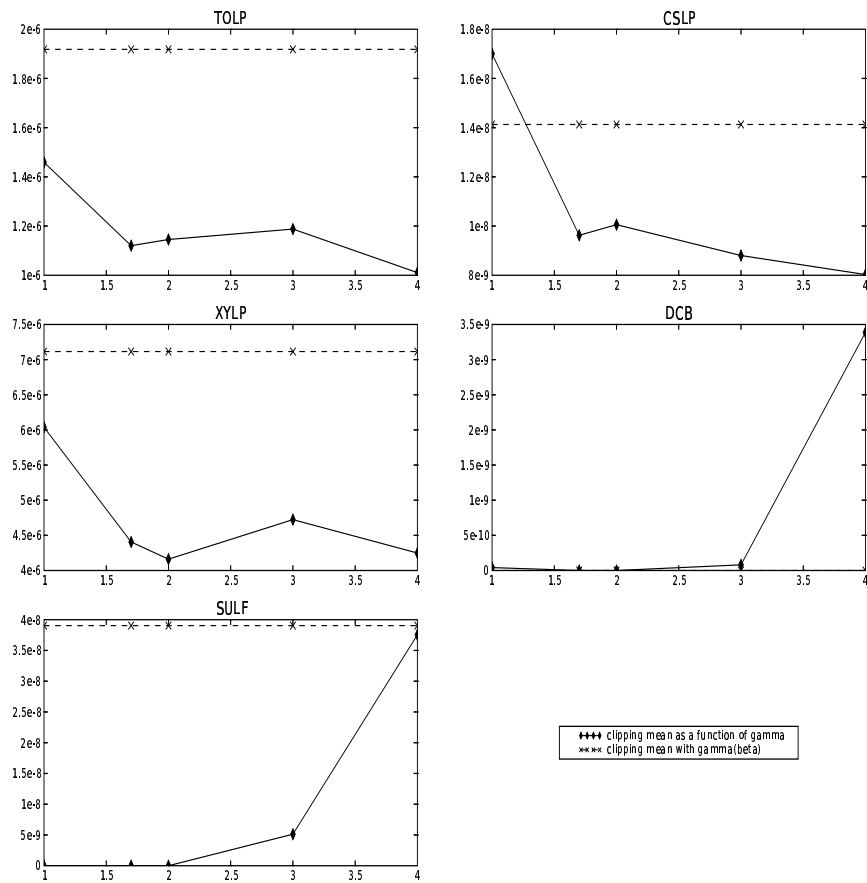 TOLP
2e-6
1.8e-6
1.6e-6
1.4e-6
1.2e-6
1e-6
1 1.5 2 2.5 3 3.5 4
CSLP
1.8e-8
1.6e-8
1.4e-8
1.2e-8
1e-8
8e-9
1 1.5 2 2.5 3 3.5 4
XYLP
7.5e-6
7e-6
6.5e-6
6e-6
5.5e-6
5e-6
4.5e-6
4e-6
1 1.5 2 2.5 3 3.5 4
DCB
3.5e-9
3e-9
2.5e-9
2e-9
1.5e-9
1e-9
5e-10
0
1 1.5 2 2.5 3 3.5 4
SULF
4e-8
3.5e-8
3e-8
2.5e-8
2e-8
1.5e-8
1e-8
5e-9
0
1 1.5 2 2.5 3 3.5 4
clipping mean as a function of gamma
clipping mean with gamma(beta)